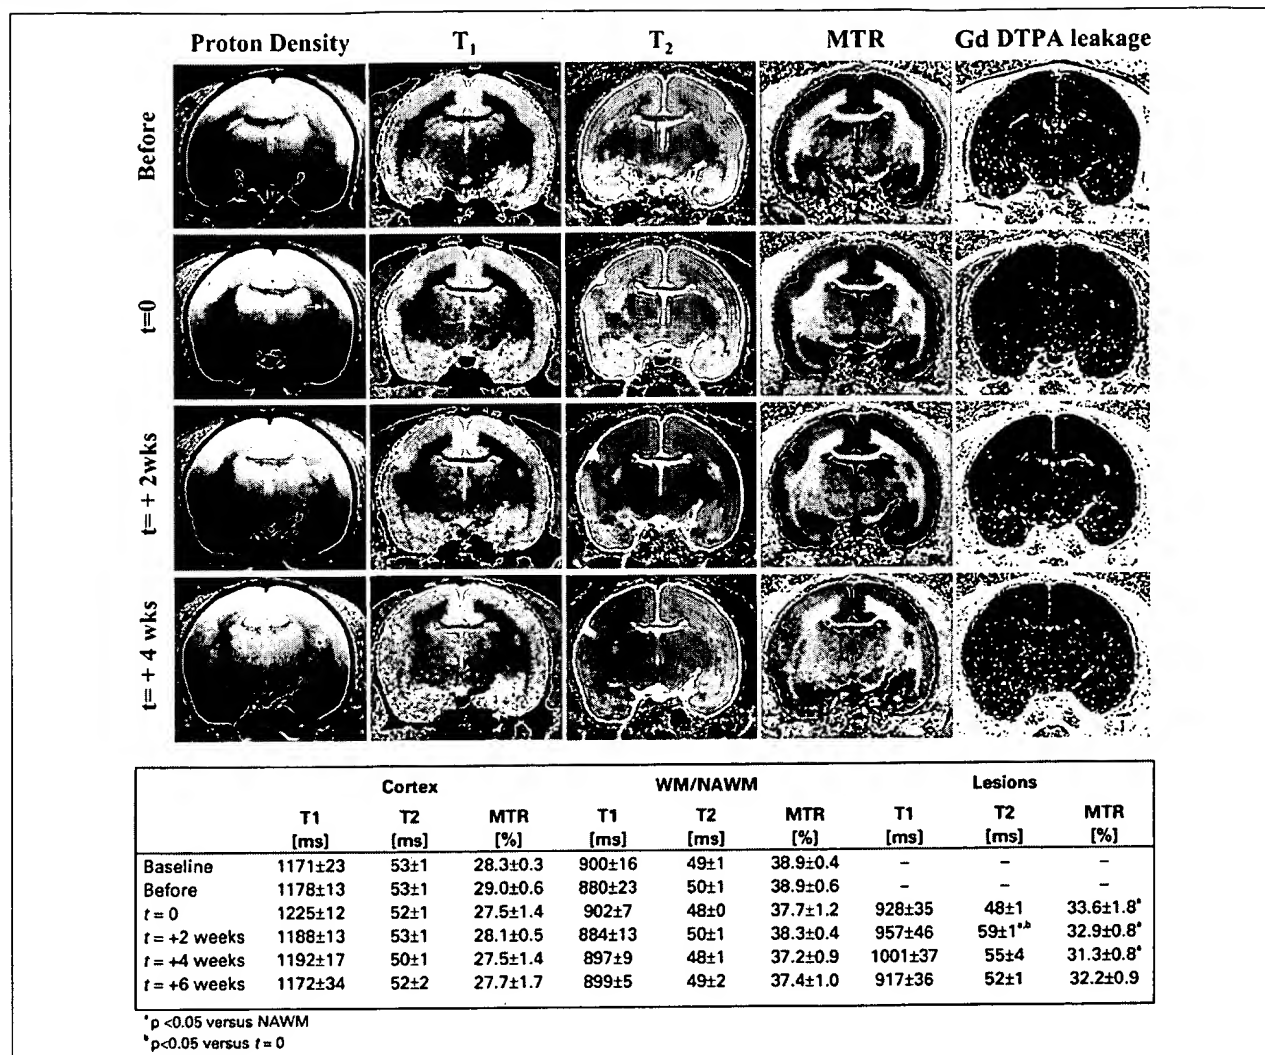 Proton Density T₁ T₂ MTR Gd DTPA leakage
Before
t=0
t= + 2wks
t= + 4 wks
Cortex WM/NAWM Lesions
T1 T2 MTR T1 T2 MTR T1 T2 MTR
[ms] [ms] [%] [ms] [ms] [%] [ms] [ms] [%]
Baseline 1171±23 53±1 28.3±0.3 900±16 49±1 38.9±0.4 – – –
Before 1178±13 53±1 29.0±0.6 880±23 50±1 38.9±0.6 – – –
t = 0 1225±12 52±1 27.5±1.4 902±7 48±0 37.7±1.2 928±35 48±1 33.6±1.8ᵃ
t = +2 weeks 1188±13 53±1 28.1±0.5 884±13 50±1 38.3±0.4 957±46 59±1ᵃ,ᵇ 32.9±0.8ᵃ
t = +4 weeks 1192±17 50±1 27.5±1.4 897±9 48±1 37.2±0.9 1001±37 55±4 31.3±0.8ᵃ
t = +6 weeks 1172±34 52±2 27.7±1.7 899±5 49±2 37.4±1.0 917±36 52±1 32.2±0.9
ᵃp <0.05 versus NAWM
ᵇp<0.05 versus t = 0